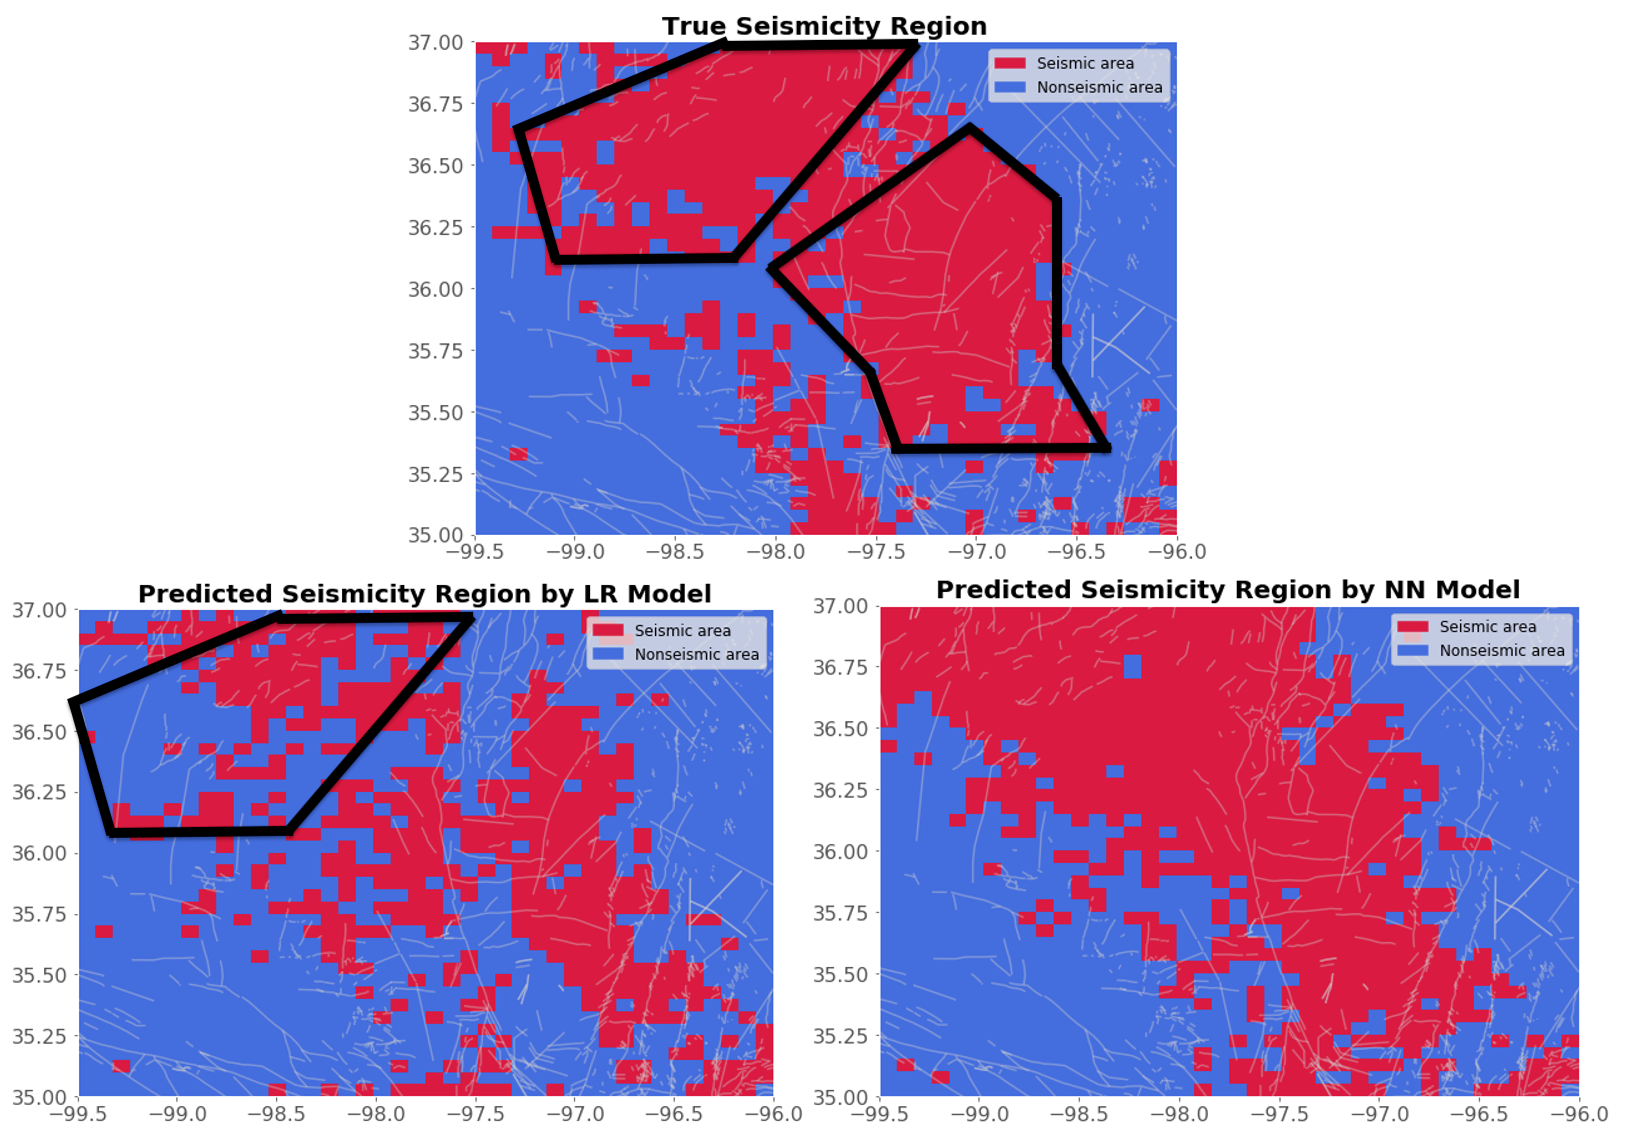 True Seismicity Region
37.00
36.75
36.50
36.25
36.00
35.75
35.50
35.25
35.00
Seismic area
Nonseismic area
−99.5 −99.0 −98.5 −98.0 −97.5 −97.0 −96.5 −96.0
Predicted Seismicity Region by LR Model
37.00
36.75
36.50
36.25
36.00
35.75
35.50
35.25
35.00
Seismic area
Nonseismic area
−99.5 −99.0 −98.5 −98.0 −97.5 −97.0 −96.5 −96.0
Predicted Seismicity Region by NN Model
37.00
36.75
36.50
36.25
36.00
35.75
35.50
35.25
35.00
Seismic area
Nonseismic area
−99.5 −99.0 −98.5 −98.0 −97.5 −97.0 −96.5 −96.0